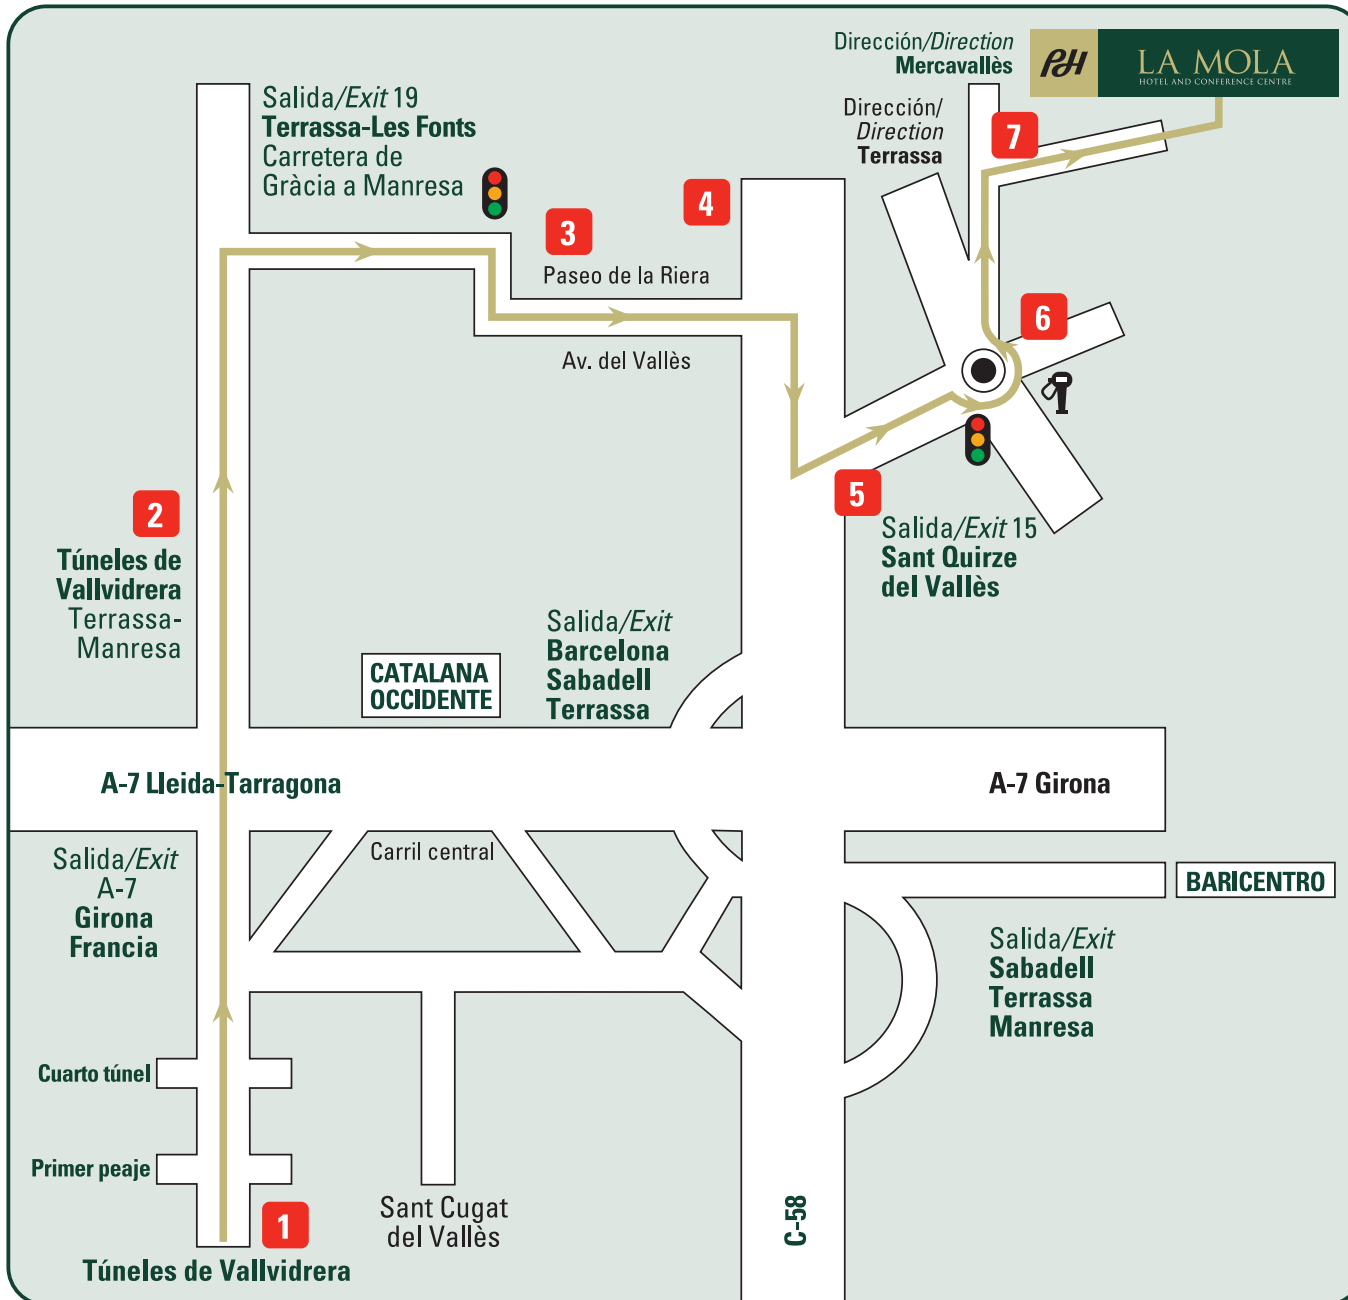 Dirección/Direction
Mercavallès
PH
LA MOLA
HOTEL AND CONFERENCE CENTRE
Salida/Exit 19
Terrassa-Les Fonts
Carretera de
Gràcia a Manresa
Dirección/
Direction
Terrassa
7
4
3
Paseo de la Riera
6
Av. del Vallès
2
Túneles de
Vallvidrera
Terrassa-
Manresa
5
Salida/Exit 15
Sant Quirze
del Vallès
Salida/Exit
Barcelona
Sabadell
Terrassa
CATALANA
OCCIDENTE
A-7 Lleida-Tarragona
A-7 Girona
Salida/Exit
A-7
Girona
Francia
Carril central
BARICENTRO
Salida/Exit
Sabadell
Terrassa
Manresa
Cuarto túnel
Primer peaje
1
Túneles de Vallvidrera
Sant Cugat
del Vallès
C-58